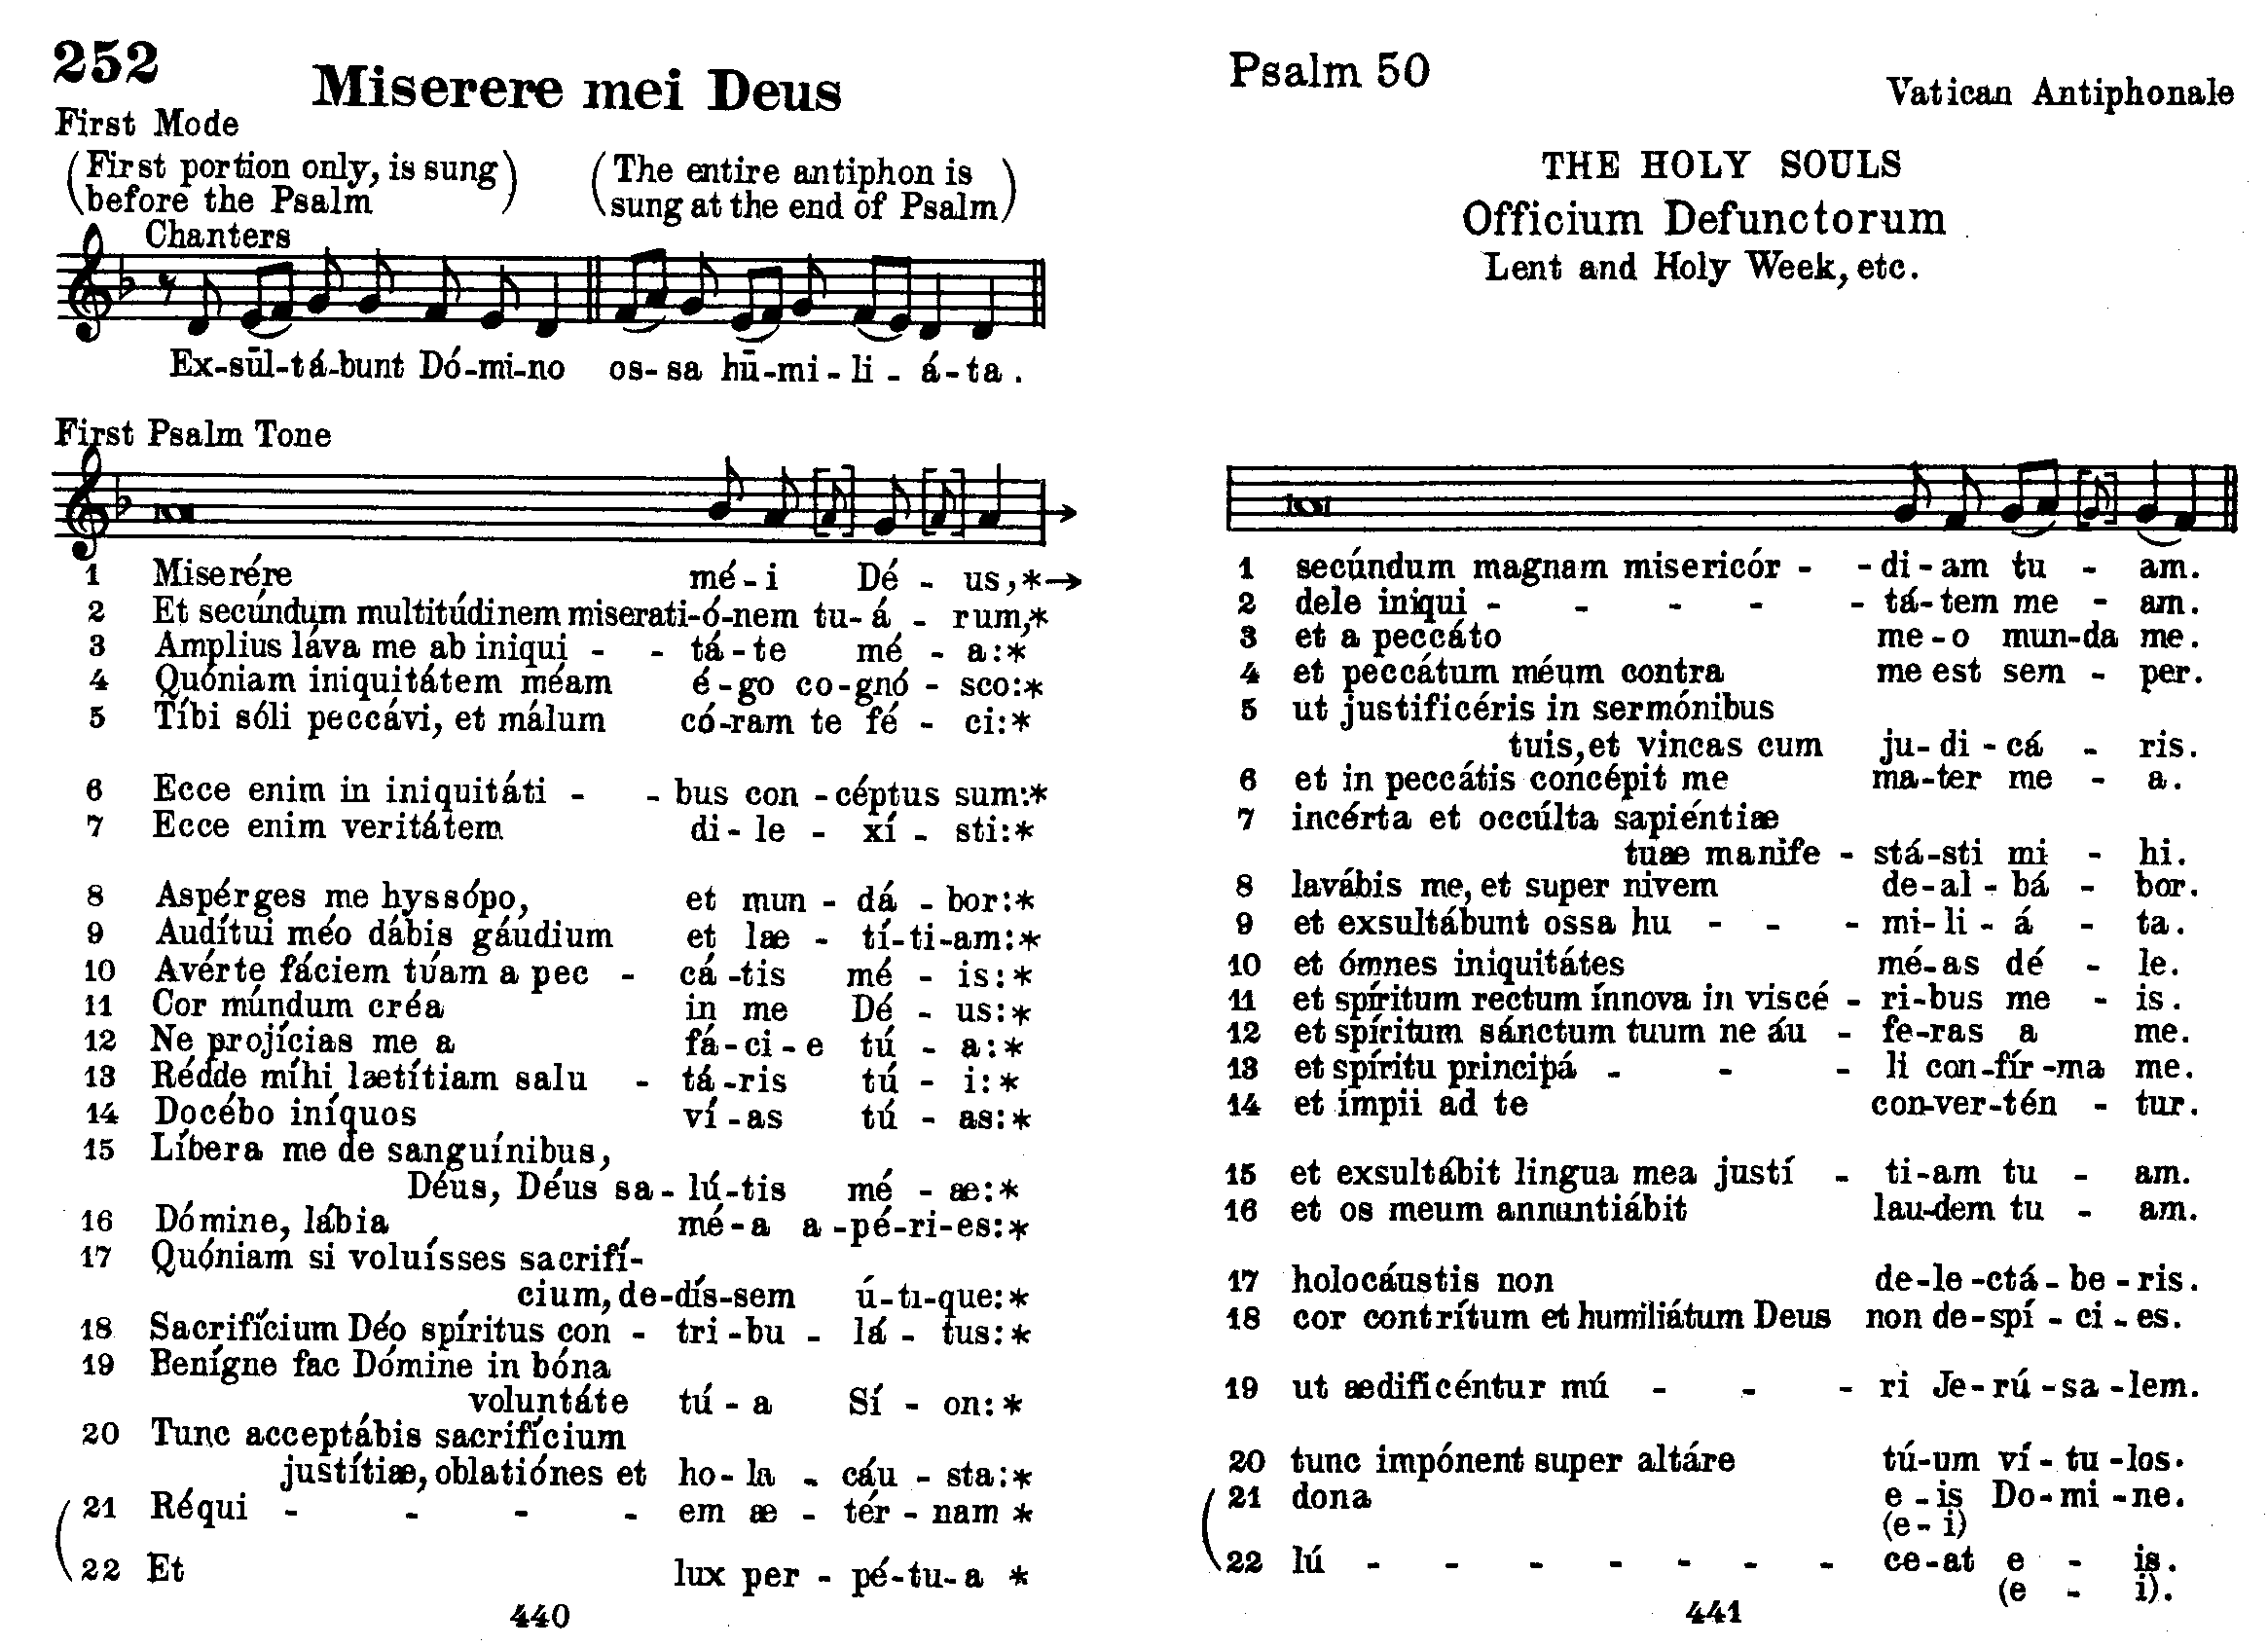 252
Miserere mei Deus
First Mode
(First portion only, is sung before the Psalm)
(The entire antiphon is sung at the end of Psalm)
Chanters
Ex-sūl-tá-bunt Dó-mi-no os-sa hū-mi-li-á-ta.
First Psalm Tone
1 Miserére mé-i Dé-us,*→
2 Et secúndum multitúdinem miserati-ó-nem tu-á-rum,*
3 Amplius láva me ab iniqui - - tá-te mé-a:*
4 Quóniam iniquitátem méam é-go co-gnó-sco:*
5 Tíbi sóli peccávi, et málum có-ram te fé-ci:*
6 Ecce enim in iniquitáti - - bus con-céptus sum:*
7 Ecce enim veritátem di-le-xí-sti:*
8 Aspérges me hyssópo, et mun-dá-bor:*
9 Audítui méo dábis gáudium et læ-tí-ti-am:*
10 Avérte fáciem túam a pec-cá-tis mé-is:*
11 Cor múndum créa in me Dé-us:*
12 Ne projícias me a fá-ci-e tú-a:*
13 Rédde míhi lætítiam salu-tá-ris tú-i:*
14 Docébo iníquos ví-as tú-as:*
15 Líbera me de sanguínibus,
Déus, Déus sa-lú-tis mé-æ:*
16 Dómine, lábia mé-a a-pé-ri-es:*
17 Quóniam si voluísses sacrifí-
cium, de-dís-sem ú-ti-que:*
18 Sacrifícium Déo spíritus con-tri-bu-lá-tus:*
19 Benígne fac Dómine in bóna
voluntáte tú-a Sí-on:*
20 Tunc acceptábis sacrifícium
justítiæ, oblatiónes et ho-la-cáu-sta:*
(21 Réqui - - - - em æ-tér-nam *
22 Et lux per-pé-tu-a *
440
Psalm 50
Vatican Antiphonale
THE HOLY SOULS
Officium Defunctorum
Lent and Holy Week, etc.
1 secúndum magnam misericór - -di-am tu-am.
2 dele iniqui - - - - - tá-tem me-am.
3 et a peccáto me-o mun-da me.
4 et peccátum méum contra me est sem-per.
5 ut justificéris in sermónibus
tuis, et vincas cum ju-di-cá-ris.
6 et in peccátis concépit me ma-ter me-a.
7 incérta et occúlta sapiéntiæ
tuæ manife-stá-sti mi-hi.
8 lavábis me, et super nivem de-al-bá-bor.
9 et exsultábunt ossa hu - - - mi-li-á-ta.
10 et ómnes iniquitátes mé-as dé-le.
11 et spíritum rectum ínnova in viscé-ri-bus me-is.
12 et spíritum sánctum tuum ne áu-fe-ras a me.
13 et spíritu principá - - - li con-fír-ma me.
14 et ímpii ad te con-ver-tén-tur.
15 et exsultábit lingua mea justí-ti-am tu-am.
16 et os meum annuntiábit lau-dem tu-am.
17 holocáustis non de-le-ctá-be-ris.
18 cor contrítum et humiliátum Deus non de-spí-ci-es.
19 ut ædificéntur mú - - - ri Je-rú-sa-lem.
20 tunc impónent super altáre tú-um ví-tu-los.
(21 dona e-is Do-mi-ne.
(e-i)
22 lú - - - - - - - ce-at e-is.
(e-i).
441